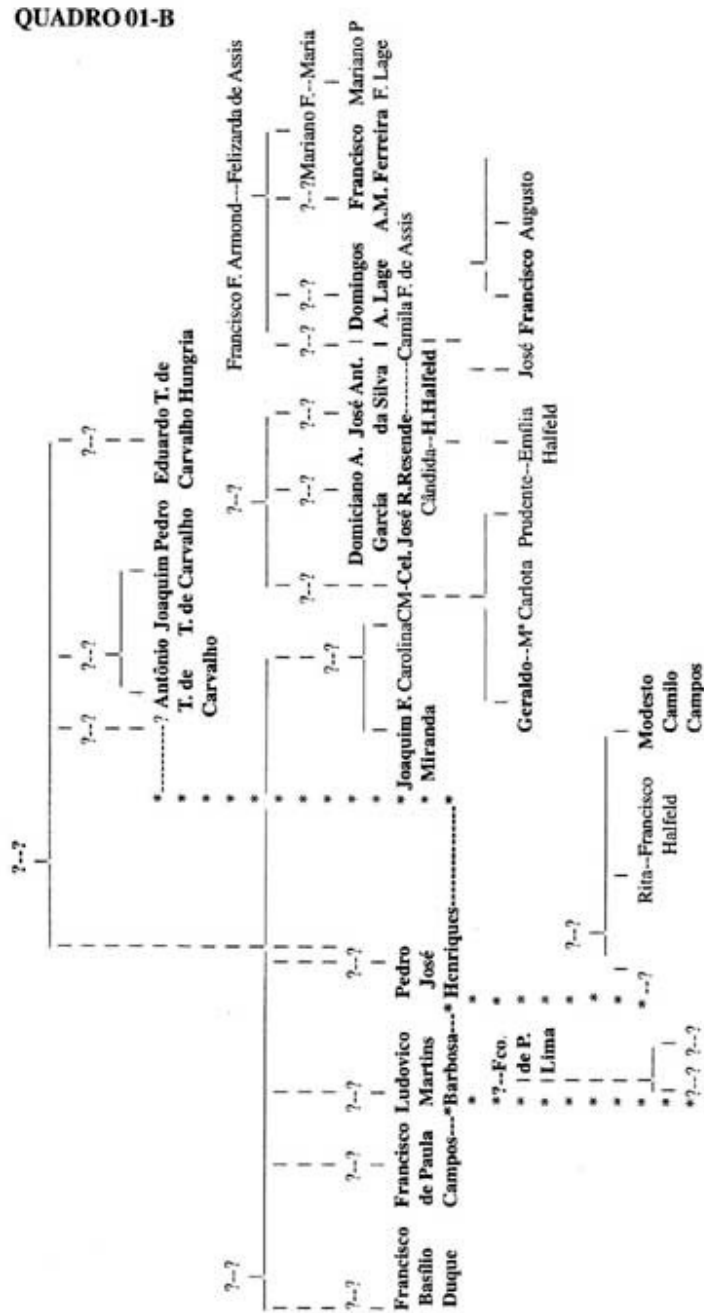 QUADRO 01-B
?--?
?--? ?--? ?--?
--------? Antônio Joaquim Pedro Eduardo T. de
T. de T. de Carvalho Carvalho Hungria
Carvalho
Francisco F. Armond---Felizarda de Assis
?--? ?--?
?--? ?--? ?--? ?--? ?--? ?--? ?--? ?--? ?--? ?--? ?--?Mariano F.--Maria
Francisco Francisco Ludovico Pedro Domiciano A. José Ant. Domingos Francisco Mariano P
Basílio de Paula Martins José Garcia da Silva A. Lage A.M. Ferreira F. Lage
Duque Campos---*Barbosa---*Henriques--------------* *Joaquim F. CarolinaCM-Cel. José R.Resende--------Camila F. de Assis
Miranda Cândida--H.Halfeld
*?--Fco.
de P.
Lima
Geraldo--Mª Carlota Prudente--Emília José Francisco Augusto
Halfeld
?--?
*--? Rita--Francisco Modesto
Halfeld Camilo
Campos
*?--? ?--?